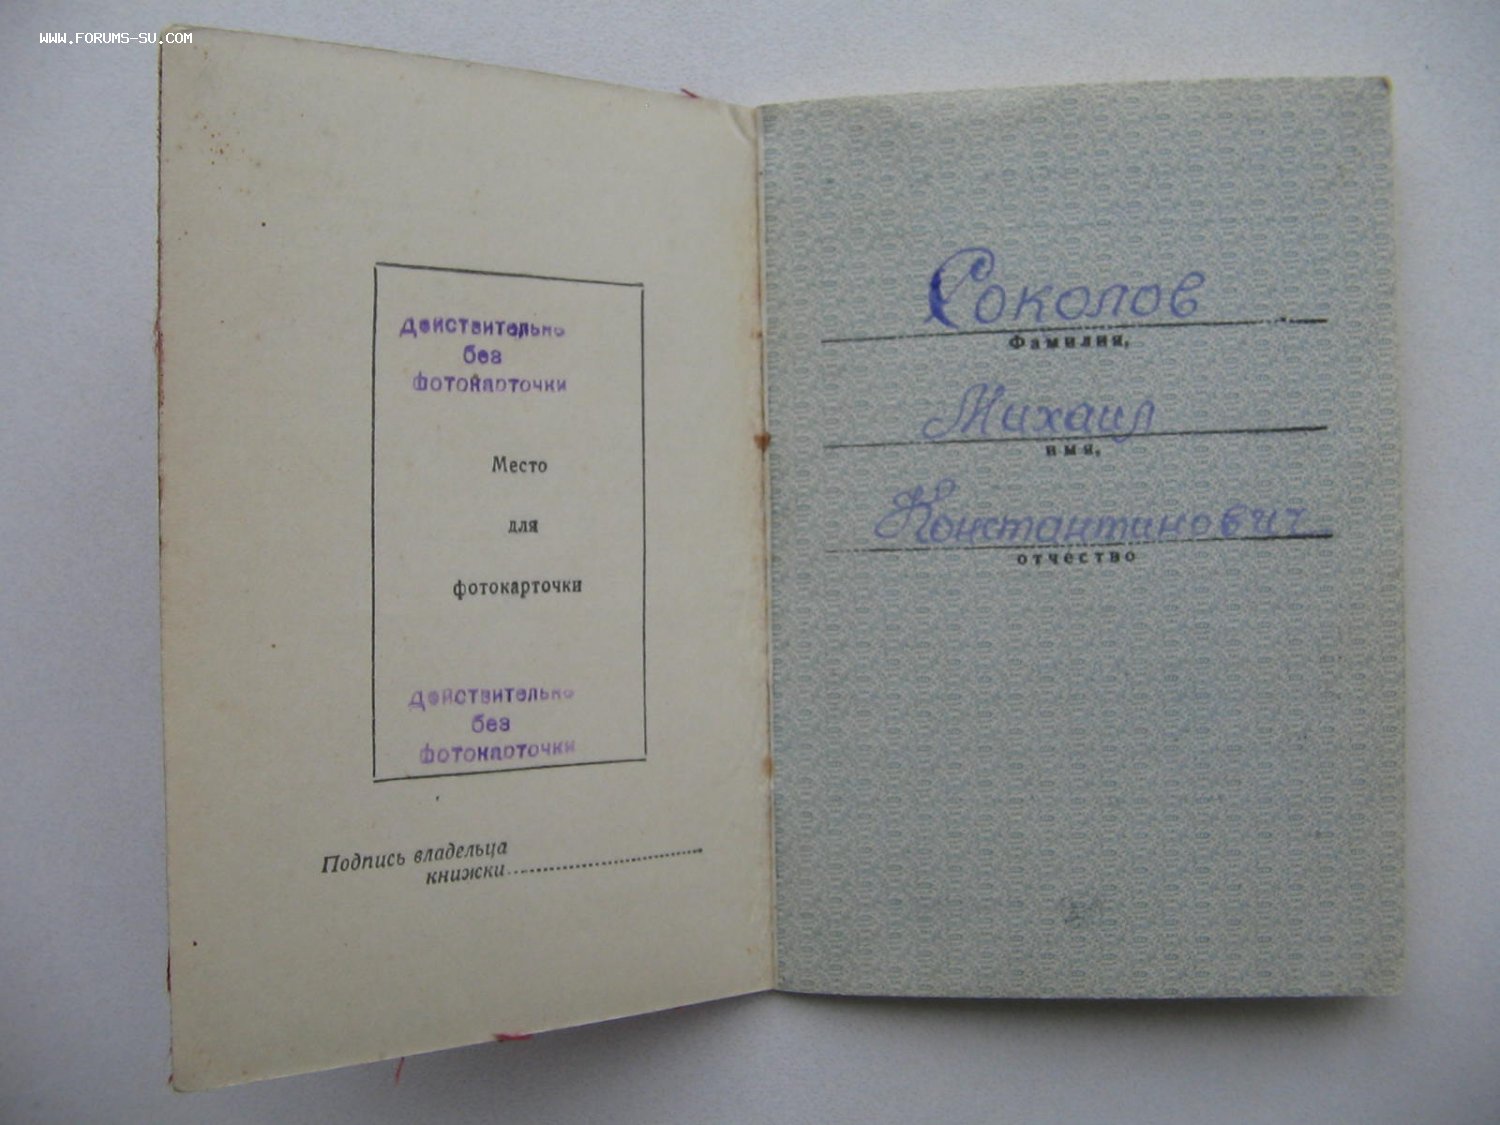 WWW.FORUMS-SU.COM
Действительно
без
фотокарточки
Место
для
фотокарточки
Действительно
без
фотокарточки
Подпись владельца
книжки
Соколов
Фамилия,
Михаил
имя,
Константинович
отчество